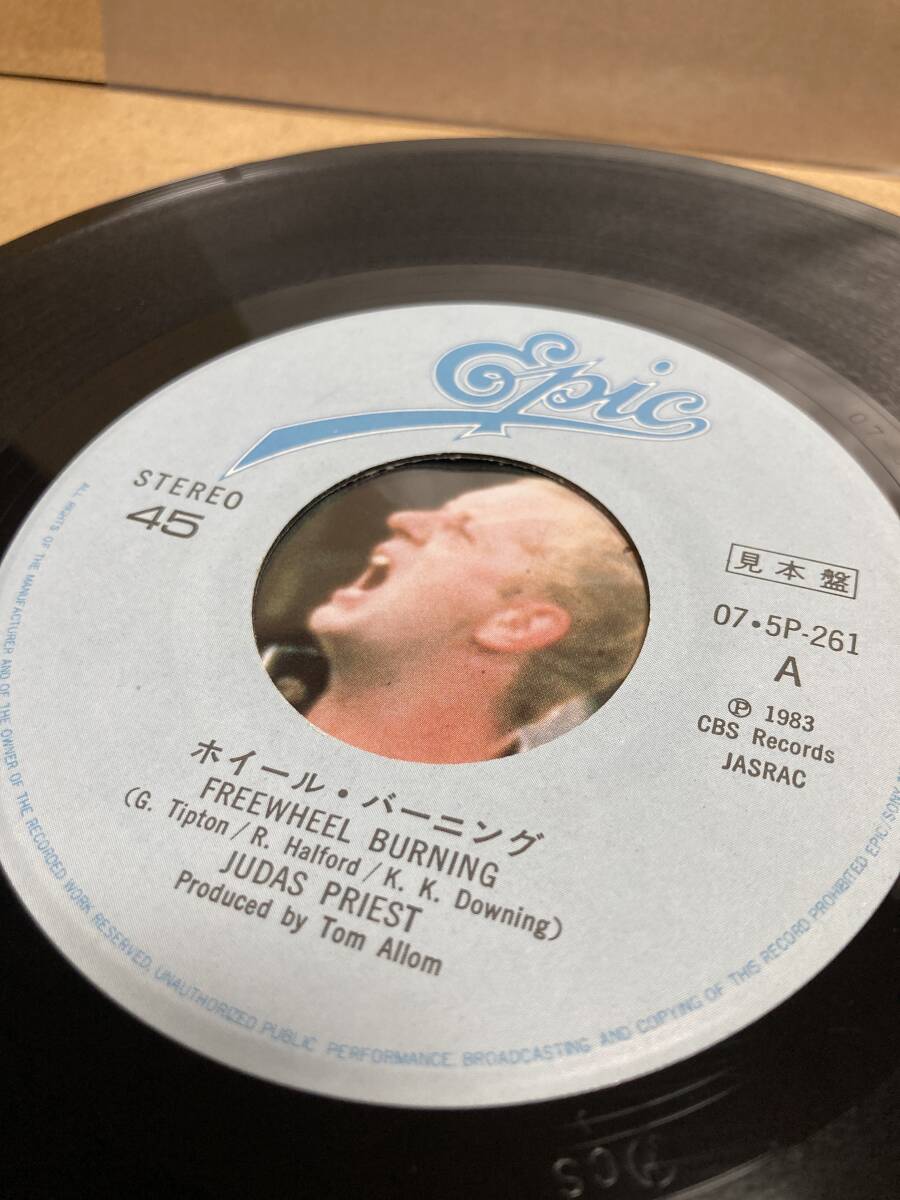 Epic
STEREO
45
見本盤
07・5P-261
A
Ⓟ 1983
CBS Records
JASRAC
ホイール・バーニング
FREEWHEEL BURNING
(G. Tipton/R. Halford/K. K. Downing)
JUDAS PRIEST
Produced by Tom Allom
ALL RIGHTS OF THE MANUFACTURER AND OF THE OWNER OF THE RECORDED WORK RESERVED. UNAUTHORIZED PUBLIC PERFORMANCE, BROADCASTING AND COPYING OF THIS RECORD PROHIBITED EPIC/SONY
07